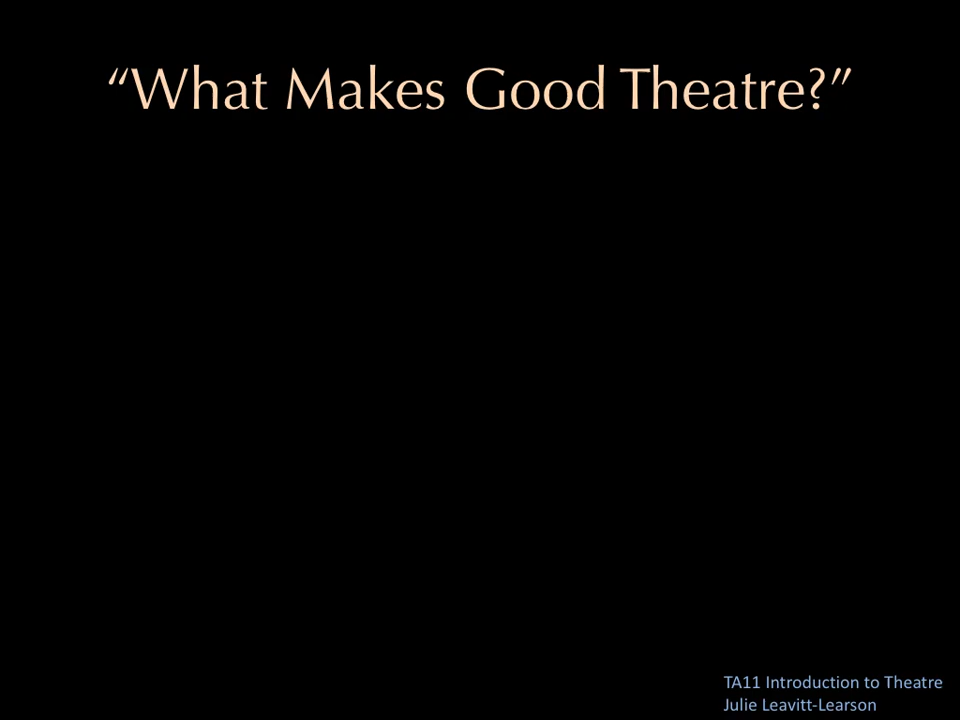 “What Makes Good Theatre?”
TA11 Introduction to Theatre
Julie Leavitt-Learson